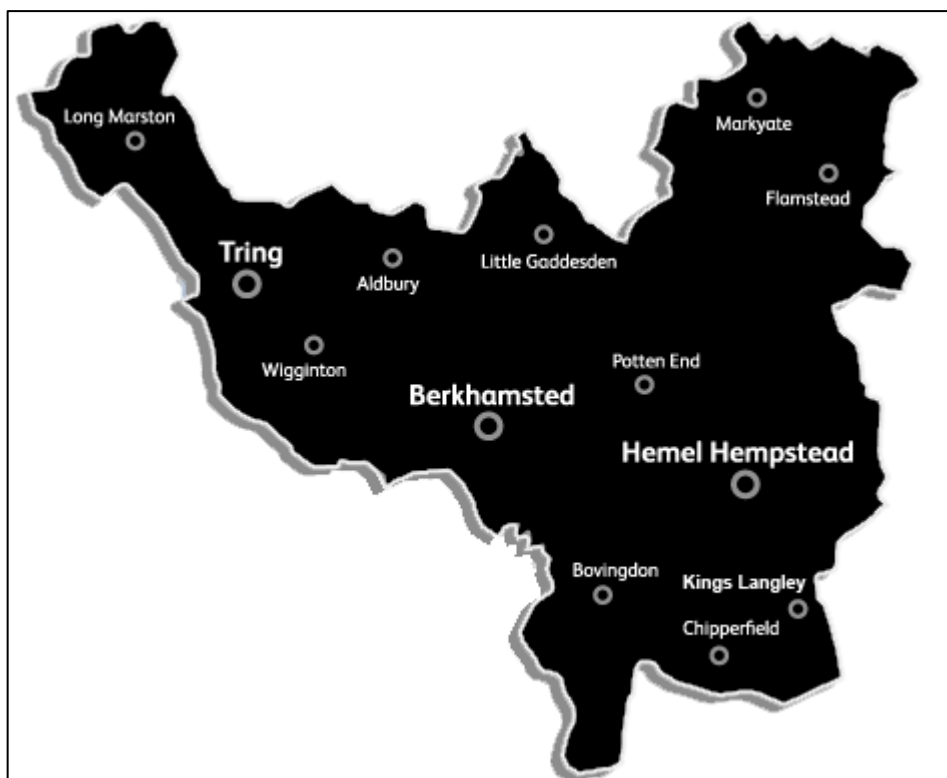 Markyate
Long Marston
Flamstead
Tring
Little Gaddesden
Aldbury
Potten End
Wigginton
Berkhamsted
Hemel Hempstead
Bovingdon
Kings Langley
Chipperfield